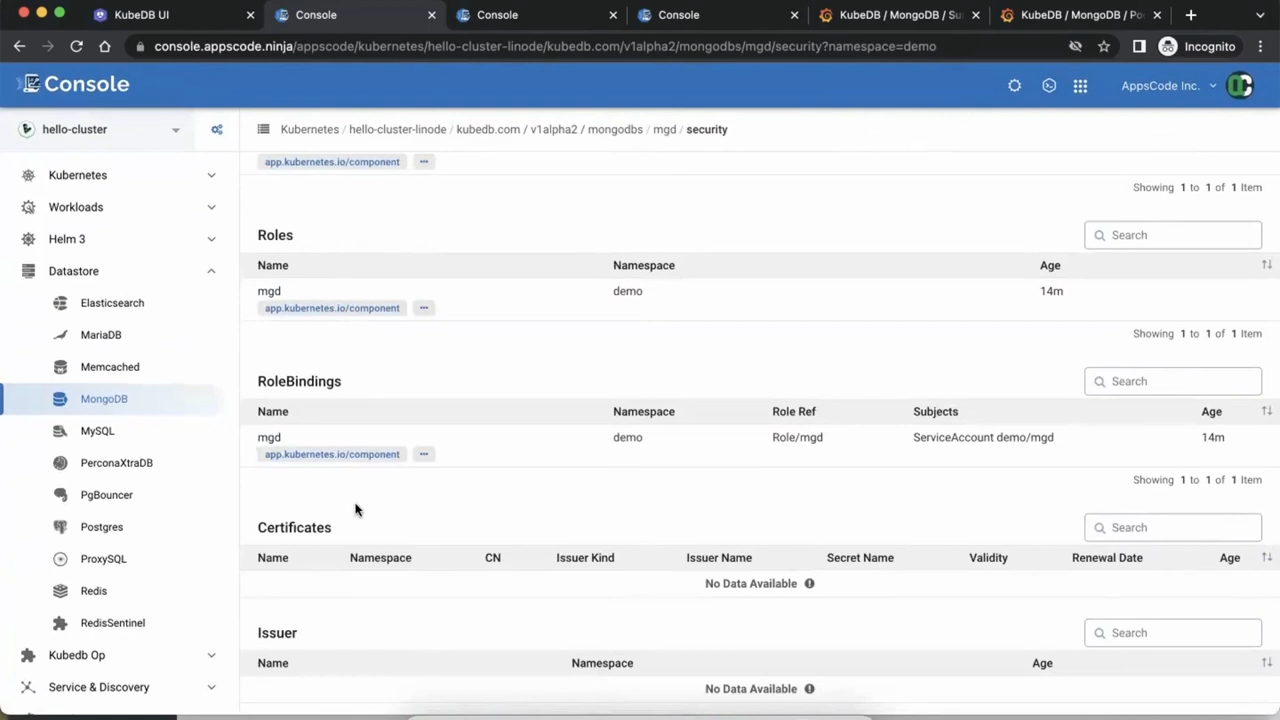 KubeDB UI
Console
Console
Console
KubeDB / MongoDB / Su
KubeDB / MongoDB / Po
console.appscode.ninja/appscode/kubernetes/hello-cluster-linode/kubedb.com/v1alpha2/mongodbs/mgd/security?namespace=demo
Incognito
Console
AppsCode Inc.
hello-cluster
Kubernetes / hello-cluster-linode / kubedb.com / v1alpha2 / mongodbs / mgd / security
Kubernetes
Workloads
Helm 3
Datastore
Elasticsearch
MariaDB
Memcached
MongoDB
MySQL
PerconaXtraDB
PgBouncer
Postgres
ProxySQL
Redis
RedisSentinel
Kubedb Op
Service & Discovery
app.kubernetes.io/component ...
Showing 1 to 1 of 1 Item
Roles
Search
Name Namespace Age
mgd demo 14m
app.kubernetes.io/component ...
Showing 1 to 1 of 1 Item
RoleBindings
Search
Name Namespace Role Ref Subjects Age
mgd demo Role/mgd ServiceAccount demo/mgd 14m
app.kubernetes.io/component ...
Showing 1 to 1 of 1 Item
Certificates
Search
Name Namespace CN Issuer Kind Issuer Name Secret Name Validity Renewal Date Age
No Data Available
Issuer
Search
Name Namespace Age
No Data Available